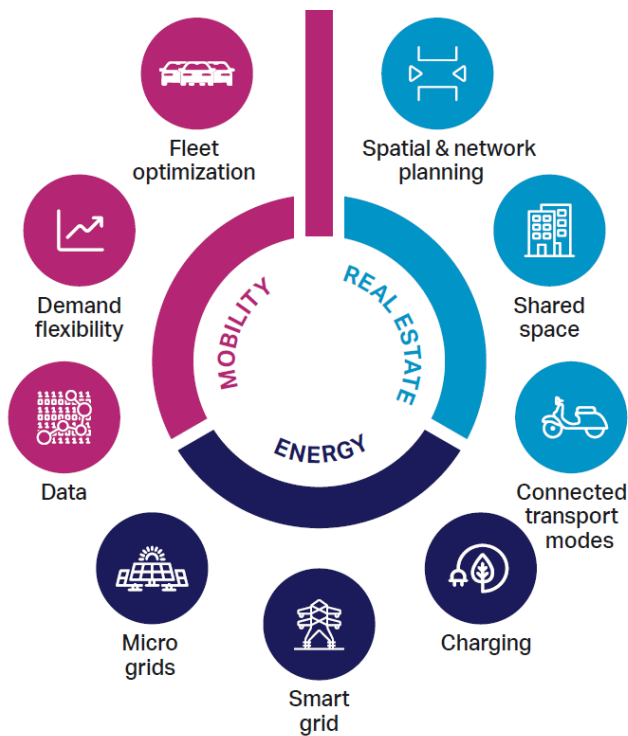 Fleet
optimization
Spatial & network
planning
Demand
flexibility
Shared
space
MOBILITY
REAL ESTATE
ENERGY
Data
Connected
transport
modes
Micro
grids
Charging
Smart
grid